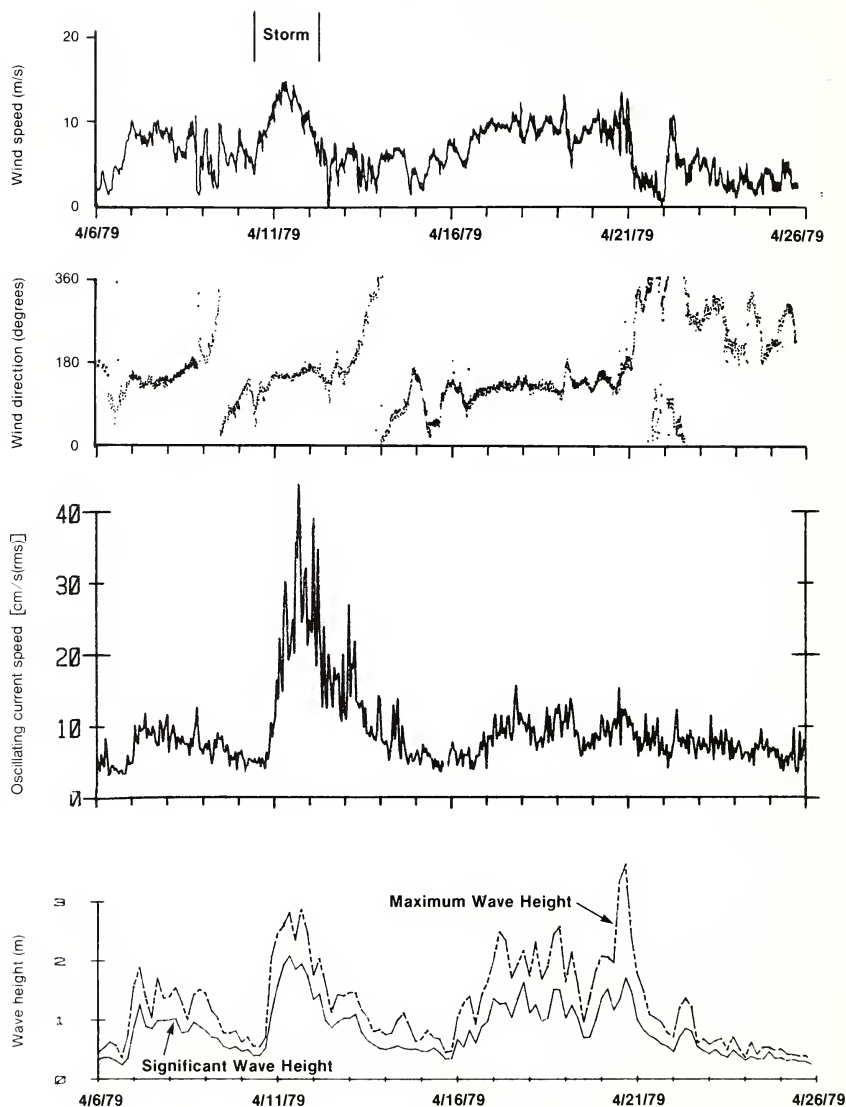 Storm
Wind speed (m/s)
20
10
0
4/6/79 4/11/79 4/16/79 4/21/79 4/26/79
Wind direction (degrees)
360
180
0
Oscillating current speed [cm/s(rms)]
40
30
20
10
0
Wave height (m)
3
2
1
0
Maximum Wave Height
Significant Wave Height
4/6/79 4/11/79 4/16/79 4/21/79 4/26/79